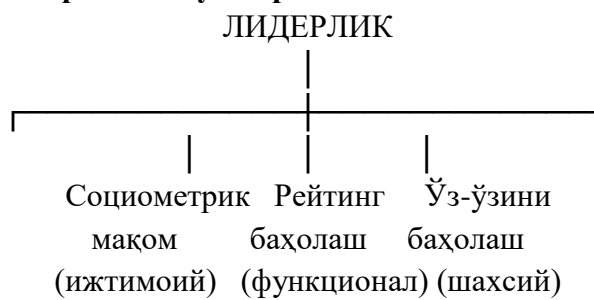 ЛИДЕРЛИК
Социометрик Рейтинг Ўз-ўзини
мақом баҳолаш баҳолаш
(ижтимоий) (функционал) (шахсий)